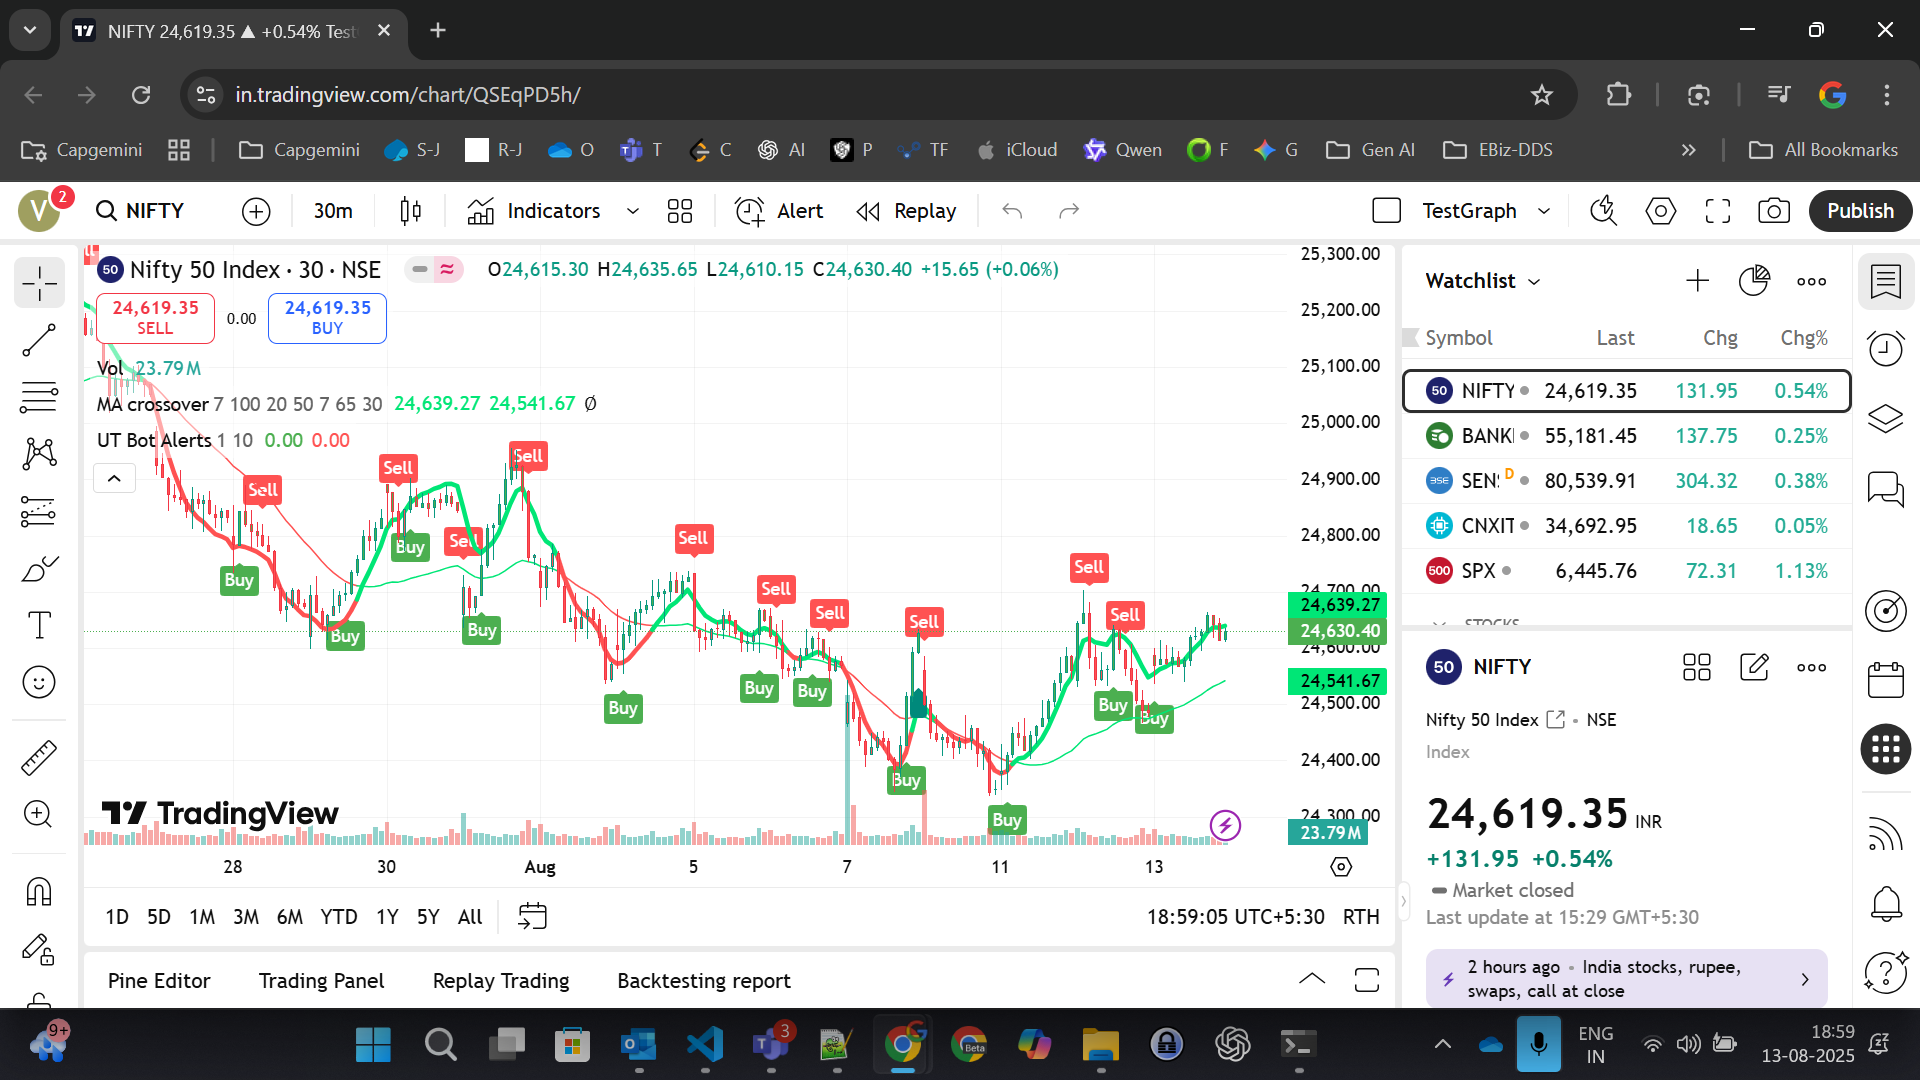 NIFTY 24,619.35 ▲ +0.54% Test
in.tradingview.com/chart/QSEqPD5h/
Capgemini
Capgemini
S-J
R-J
O
T
C
AI
P
TF
iCloud
Qwen
F
G
Gen AI
EBiz-DDS
All Bookmarks
V
2
NIFTY
30m
Indicators
Alert
Replay
TestGraph
Publish
50 Nifty 50 Index · 30 · NSE
O24,615.30 H24,635.65 L24,610.15 C24,630.40 +15.65 (+0.06%)
24,619.35
SELL
0.00
24,619.35
BUY
Vol 23.79M
MA crossover 7 100 20 50 7 65 30 24,639.27 24,541.67 Ø
UT Bot Alerts 1 10 0.00 0.00
Sell
Buy
Sell
Buy
Buy
Sell
Buy
Sell
Buy
Sell
Sell
Buy
Sell
Buy
Sell
Buy
Buy
Sell
Sell
Buy
Buy
25,300.00
25,200.00
25,100.00
25,000.00
24,900.00
24,800.00
24,700.00
24,639.27
24,630.40
24,600.00
24,541.67
24,500.00
24,400.00
24,300.00
23.79M
TradingView
28
30
Aug
5
7
11
13
1D 5D 1M 3M 6M YTD 1Y 5Y All
18:59:05 UTC+5:30 RTH
Pine Editor
Trading Panel
Replay Trading
Backtesting report
Watchlist
Symbol Last Chg Chg%
50 NIFTY 24,619.35 131.95 0.54%
BANK 55,181.45 137.75 0.25%
BSE SEN D 80,539.91 304.32 0.38%
CNXIT 34,692.95 18.65 0.05%
500 SPX 6,445.76 72.31 1.13%
STOCKS
50 NIFTY
Nifty 50 Index • NSE
Index
24,619.35 INR
+131.95 +0.54%
Market closed
Last update at 15:29 GMT+5:30
2 hours ago • India stocks, rupee,
swaps, call at close
9+
3
Beta
ENG
IN
18:59
13-08-2025